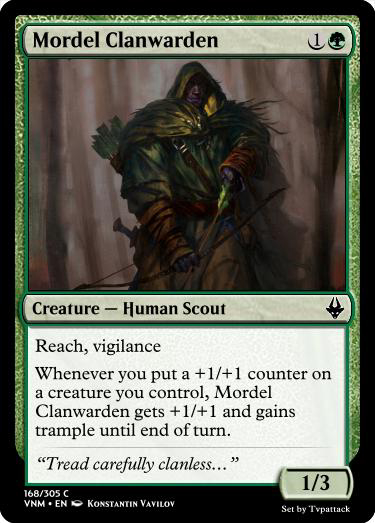 Mordel Clanwarden 1
Creature — Human Scout
Reach, vigilance
Whenever you put a +1/+1 counter on
a creature you control, Mordel
Clanwarden gets +1/+1 and gains
trample until end of turn.
“Tread carefully clanless…”
1/3
168/305 C
VNM • EN Konstantin Vavilov
Set by Tvpattack